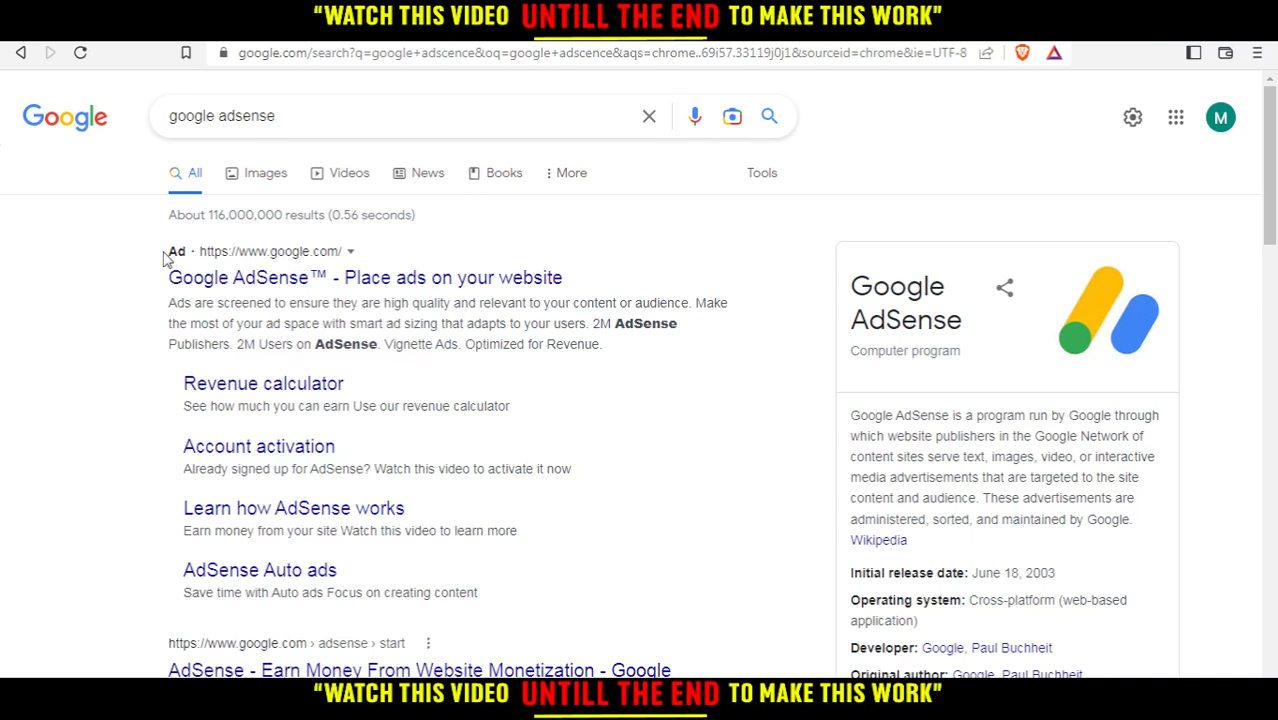 “WATCH THIS VIDEO UNTILL THE END TO MAKE THIS WORK”
google.com/search?q=google+adscence&oq=google+adscence&aqs=chrome..69i57.33119j0j1&sourceid=chrome&ie=UTF-8
Google
google adsense
M
All Images Videos News Books More Tools
About 116,000,000 results (0.56 seconds)
Ad · https://www.google.com/
Google AdSense™ - Place ads on your website
Ads are screened to ensure they are high quality and relevant to your content or audience. Make
the most of your ad space with smart ad sizing that adapts to your users. 2M AdSense
Publishers. 2M Users on AdSense. Vignette Ads. Optimized for Revenue.
Revenue calculator
See how much you can earn Use our revenue calculator
Account activation
Already signed up for AdSense? Watch this video to activate it now
Learn how AdSense works
Earn money from your site Watch this video to learn more
AdSense Auto ads
Save time with Auto ads Focus on creating content
https://www.google.com › adsense › start
AdSense - Earn Money From Website Monetization - Google
Google
AdSense
Computer program
Google AdSense is a program run by Google through
which website publishers in the Google Network of
content sites serve text, images, video, or interactive
media advertisements that are targeted to the site
content and audience. These advertisements are
administered, sorted, and maintained by Google.
Wikipedia
Initial release date: June 18, 2003
Operating system: Cross-platform (web-based
application)
Developer: Google, Paul Buchheit
Original author: Google, Paul Buchheit
“WATCH THIS VIDEO UNTILL THE END TO MAKE THIS WORK”